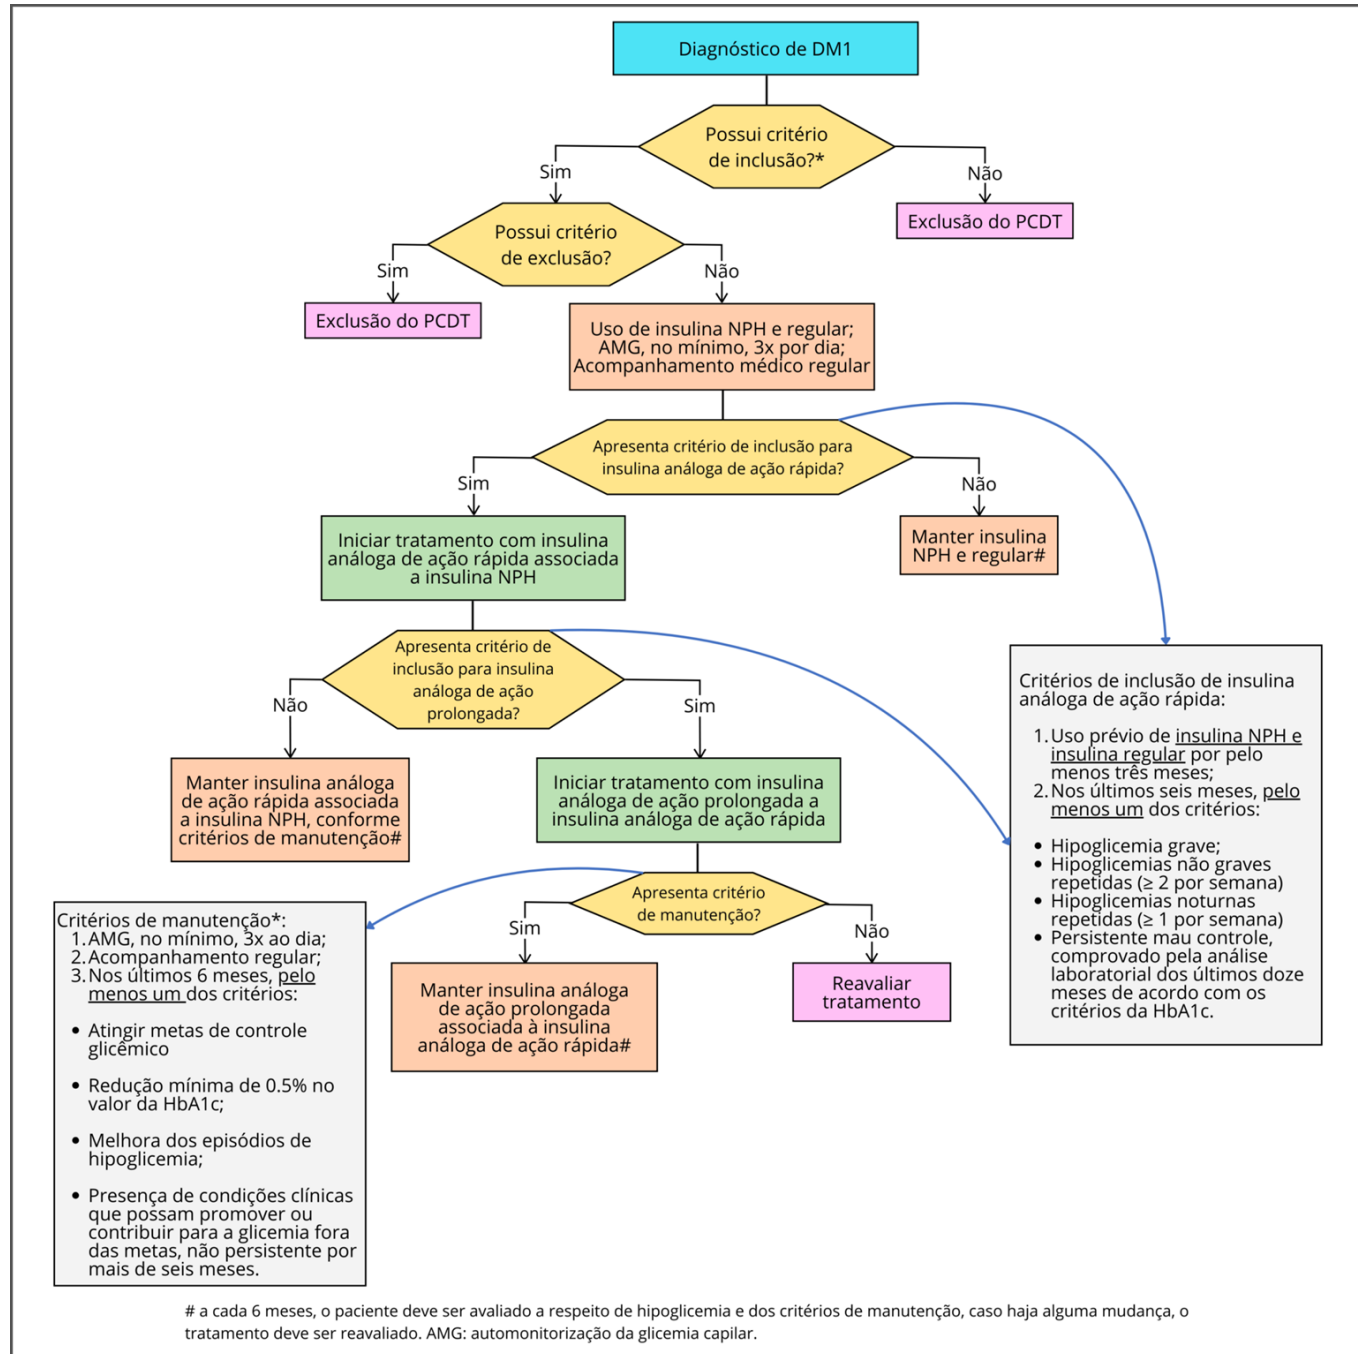 Diagnóstico de DM1
Possui critério
de inclusão?*
Sim
Não
Possui critério
de exclusão?
Exclusão do PCDT
Sim
Não
Exclusão do PCDT
Uso de insulina NPH e regular;
AMG, no mínimo, 3x por dia;
Acompanhamento médico regular
Apresenta critério de inclusão para
insulina análoga de ação rápida?
Sim
Não
Iniciar tratamento com insulina
análoga de ação rápida associada
a insulina NPH
Manter insulina
NPH e regular#
Apresenta critério de
inclusão para insulina
análoga de ação
prolongada?
Não
Sim
Manter insulina análoga
de ação rápida associada
a insulina NPH, conforme
critérios de manutenção#
Iniciar tratamento com insulina
análoga de ação prolongada a
insulina análoga de ação rápida
Critérios de inclusão de insulina
análoga de ação rápida:
1. Uso prévio de insulina NPH e
insulina regular por pelo
menos três meses;
2. Nos últimos seis meses, pelo
menos um dos critérios:
• Hipoglicemia grave;
• Hipoglicemias não graves
repetidas (≥ 2 por semana)
• Hipoglicemias noturnas
repetidas (≥ 1 por semana)
• Persistente mau controle,
comprovado pela análise
laboratorial dos últimos doze
meses de acordo com os
critérios da HbA1c.
Apresenta critério
de manutenção?
Sim
Não
Manter insulina análoga
de ação prolongada
associada à insulina
análoga de ação rápida#
Reavaliar
tratamento
Critérios de manutenção*:
1. AMG, no mínimo, 3x ao dia;
2. Acompanhamento regular;
3. Nos últimos 6 meses, pelo
menos um dos critérios:
• Atingir metas de controle
glicêmico
• Redução mínima de 0.5% no
valor da HbA1c;
• Melhora dos episódios de
hipoglicemia;
• Presença de condições clínicas
que possam promover ou
contribuir para a glicemia fora
das metas, não persistente por
mais de seis meses.
# a cada 6 meses, o paciente deve ser avaliado a respeito de hipoglicemia e dos critérios de manutenção, caso haja alguma mudança, o
tratamento deve ser reavaliado. AMG: automonitorização da glicemia capilar.